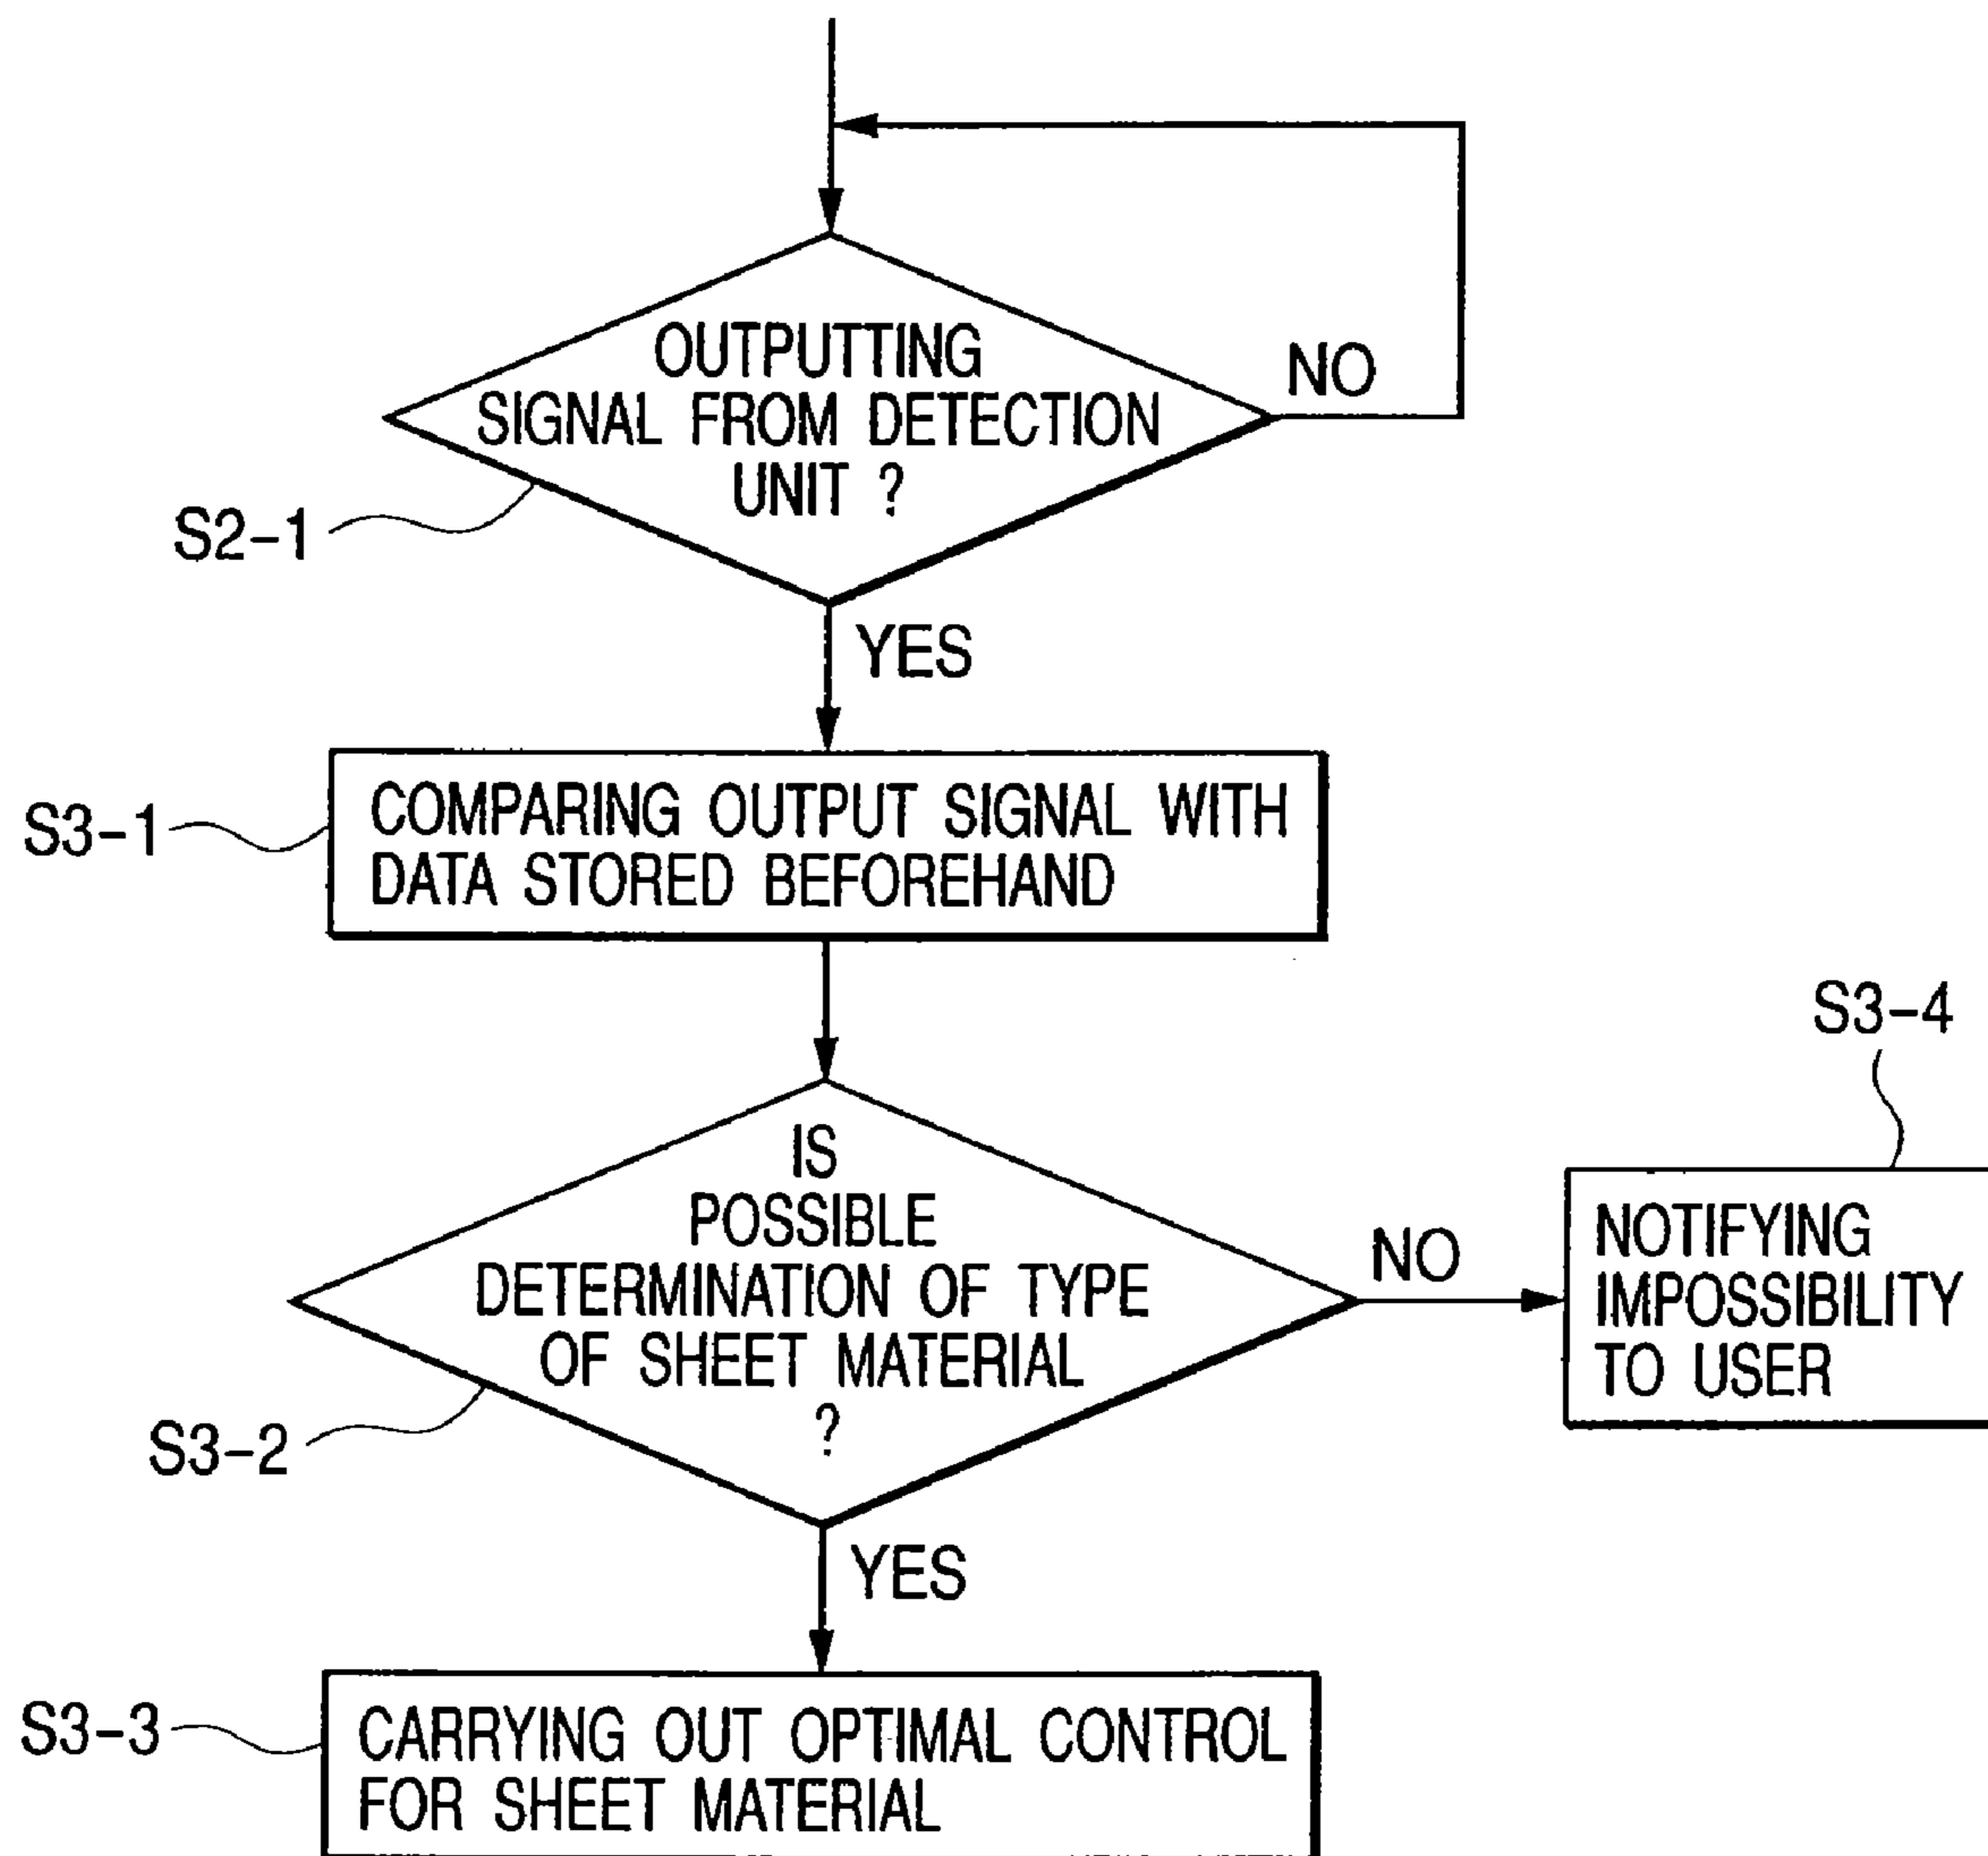 OUTPUTTING
SIGNAL FROM DETECTION
UNIT ?
NO
S2-1
YES
S3-1
COMPARING OUTPUT SIGNAL WITH
DATA STORED BEFOREHAND
S3-4
IS
POSSIBLE
DETERMINATION OF TYPE
OF SHEET MATERIAL
?
NO
NOTIFYING
IMPOSSIBILITY
TO USER
S3-2
YES
S3-3
CARRYING OUT OPTIMAL CONTROL
FOR SHEET MATERIAL